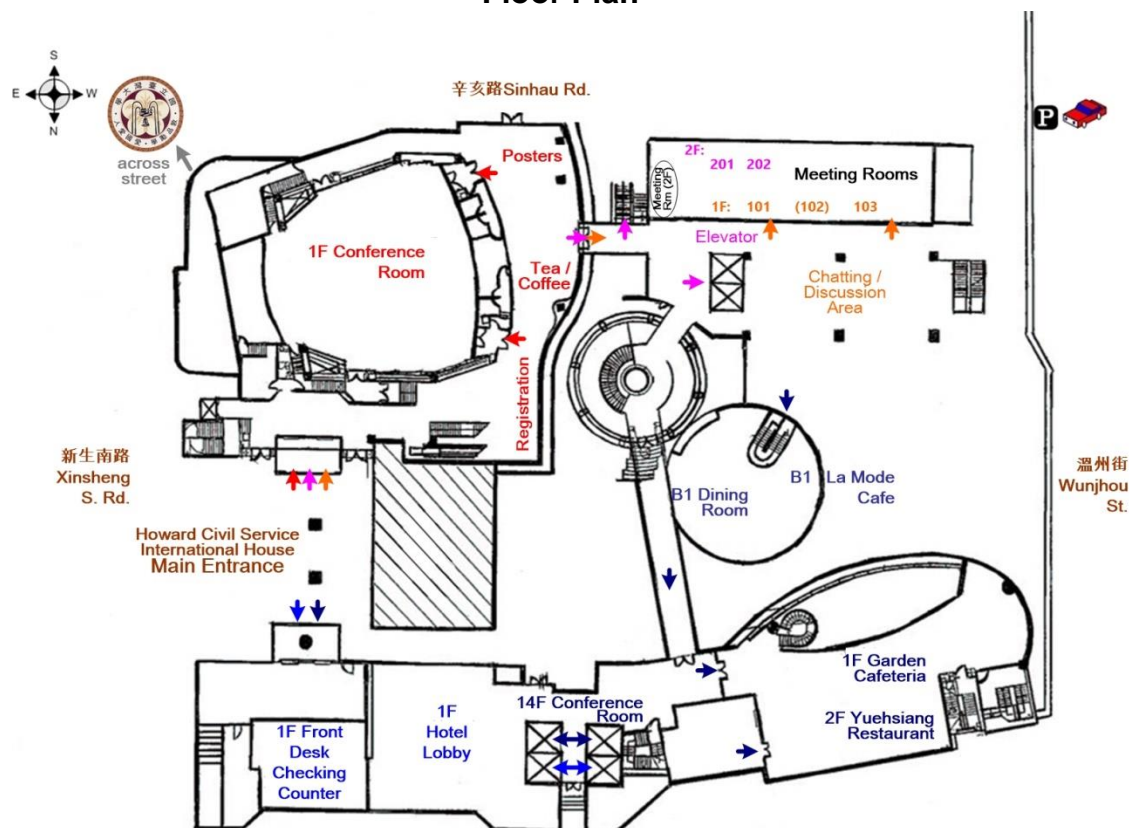 Floor Plan
S
E
W
N
across
street
辛亥路Sinhau Rd.
P
Posters
1F Conference
Room
Tea /
Coffee
Registration
Meeting
Rm (2F)
2F:
201 202
Meeting Rooms
1F: 101 (102) 103
Elevator
Chatting /
Discussion
Area
新生南路
Xinsheng
S. Rd.
溫州街
Wunjhou
St.
B1 Dining
Room
B1 La Mode
Cafe
Howard Civil Service
International House
Main Entrance
1F Garden
Cafeteria
2F Yuehsiang
Restaurant
14F Conference
Room
1F
Hotel
Lobby
1F Front
Desk
Checking
Counter